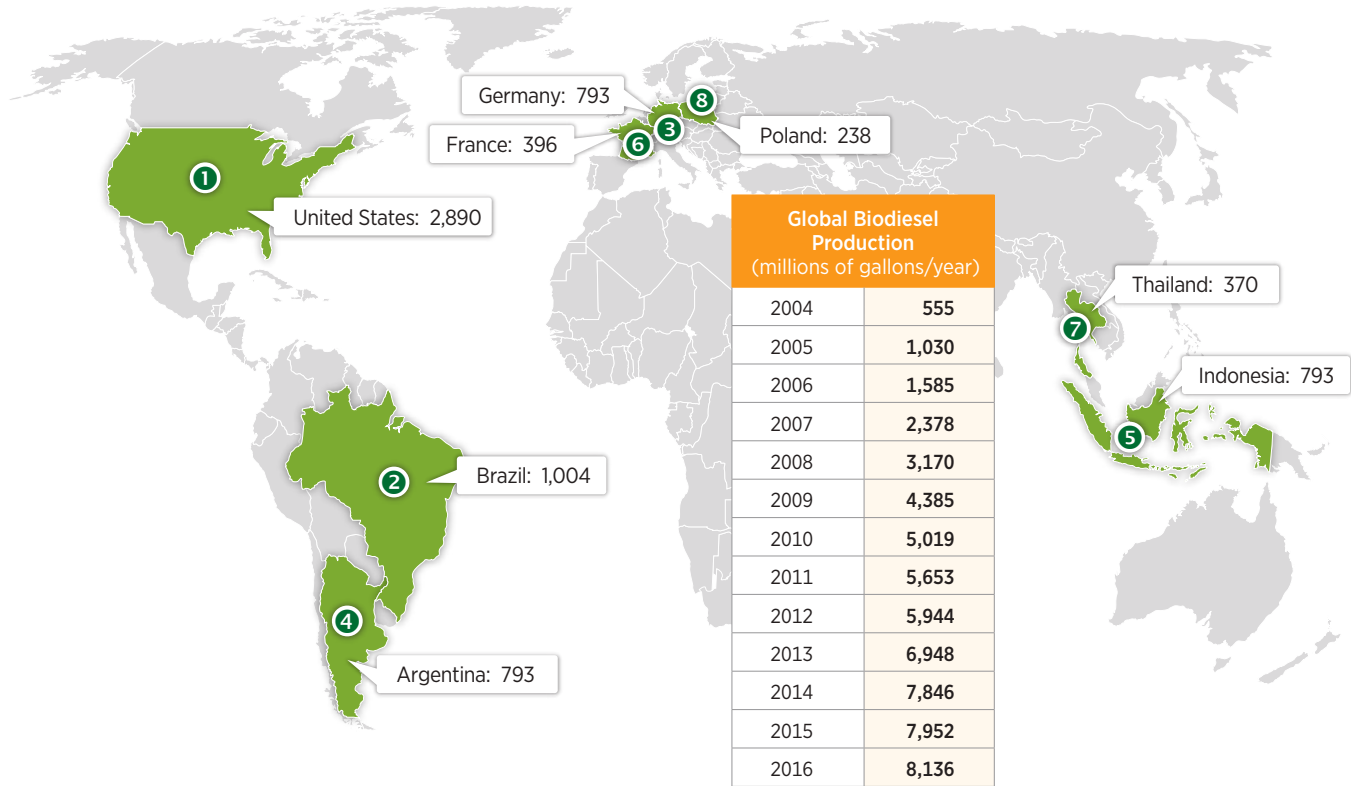 Germany: 793
8
3
France: 396
6
Poland: 238
1
United States: 2,890
Thailand: 370
7
Indonesia: 793
5
2
Brazil: 1,004
4
Argentina: 793
Global Biodiesel
Production
(millions of gallons/year)
2004 555
2005 1,030
2006 1,585
2007 2,378
2008 3,170
2009 4,385
2010 5,019
2011 5,653
2012 5,944
2013 6,948
2014 7,846
2015 7,952
2016 8,136